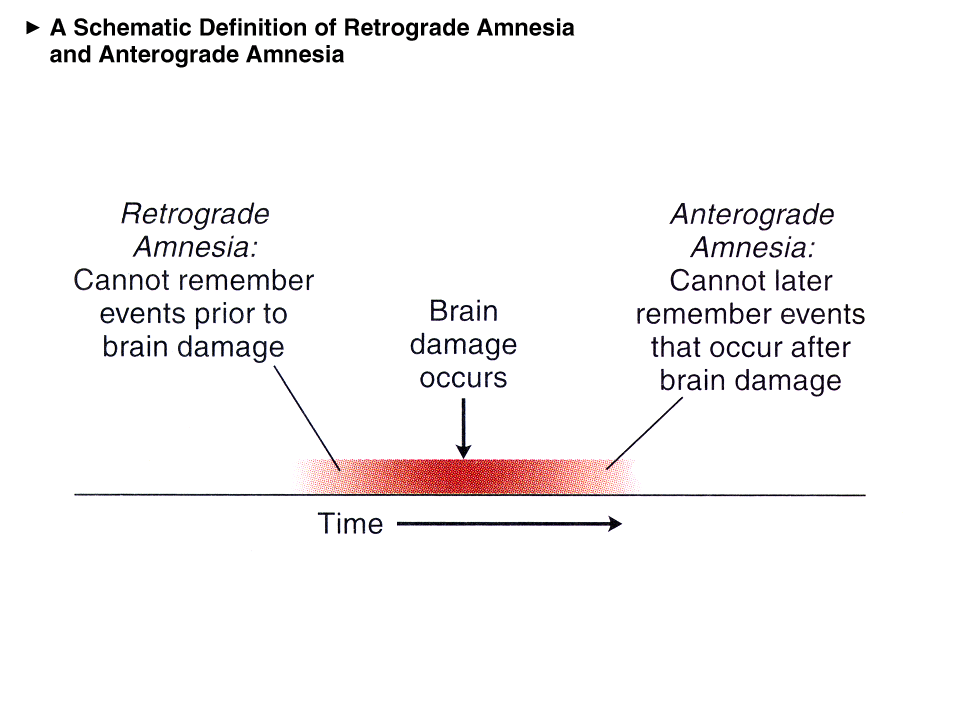 ► A Schematic Definition of Retrograde Amnesia
and Anterograde Amnesia
Retrograde
Amnesia:
Cannot remember
events prior to
brain damage
Brain
damage
occurs
Anterograde
Amnesia:
Cannot later
remember events
that occur after
brain damage
Time